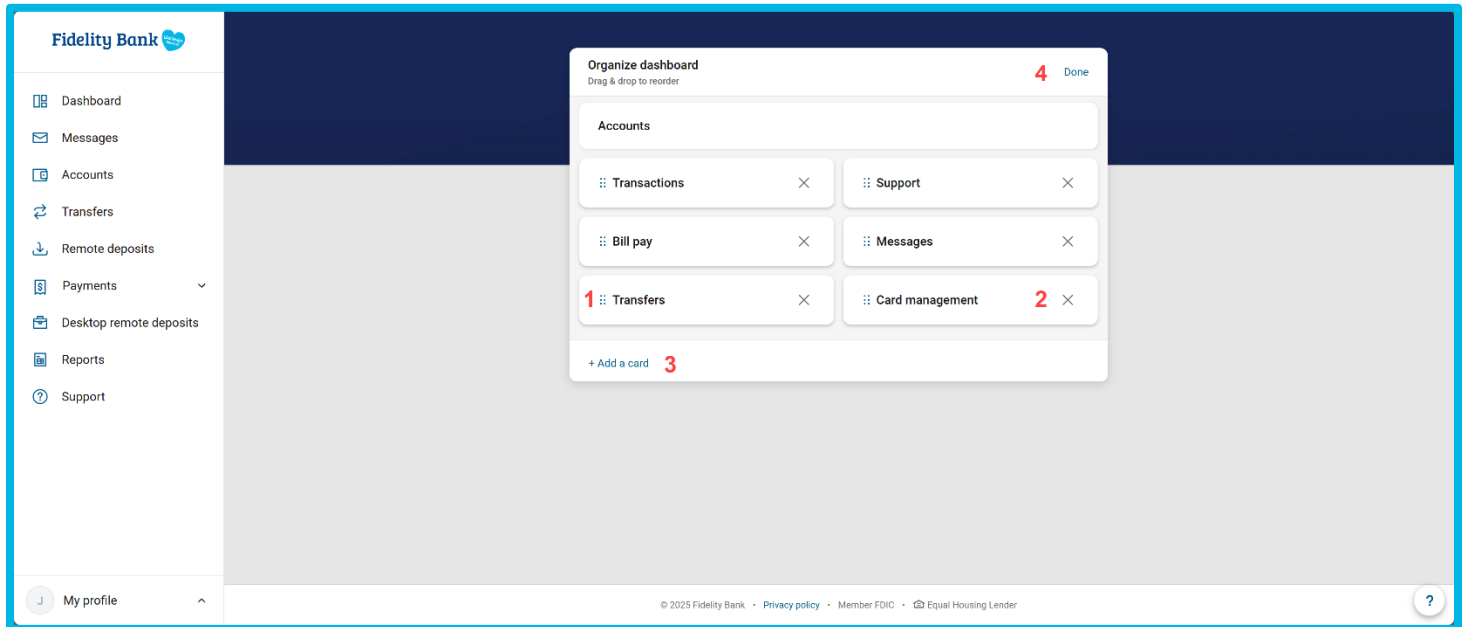 Fidelity Bank
Dashboard
Messages
Accounts
Transfers
Remote deposits
Payments
Desktop remote deposits
Reports
Support
J My profile
Organize dashboard
Drag & drop to reorder
4 Done
Accounts
Transactions
Support
Bill pay
Messages
1 Transfers
Card management 2
+ Add a card 3
© 2025 Fidelity Bank • Privacy policy • Member FDIC • Equal Housing Lender
?